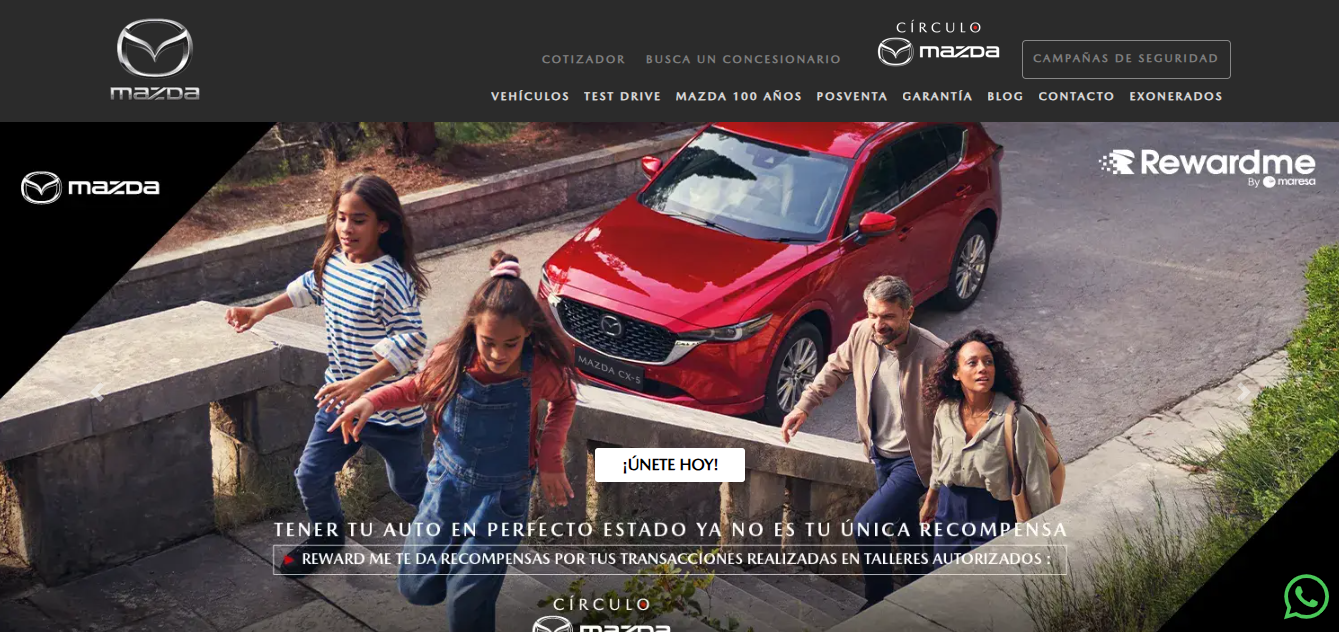 mazda
COTIZADOR BUSCA UN CONCESIONARIO
CÍRCULO
mazda
CAMPAÑAS DE SEGURIDAD
VEHÍCULOS TEST DRIVE MAZDA 100 AÑOS POSVENTA GARANTÍA BLOG CONTACTO EXONERADOS
mazda
Rewardme
By maresa
MAZDA CX-5
¡ÚNETE HOY!
TENER TU AUTO EN PERFECTO ESTADO YA NO ES TU ÚNICA RECOMPENSA
REWARD ME TE DA RECOMPENSAS POR TUS TRANSACCIONES REALIZADAS EN TALLERES AUTORIZADOS :
CÍRCULO
mazda